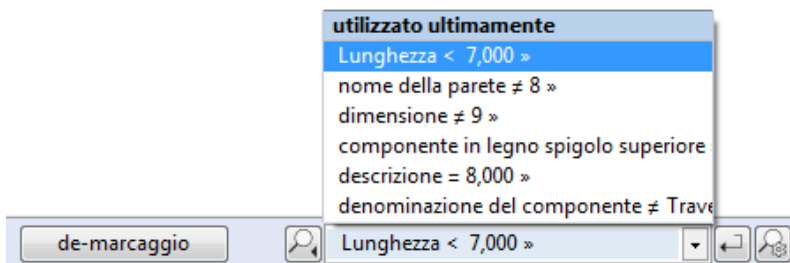 utilizzato ultimamente
Lunghezza < 7,000 »
nome della parete ≠ 8 »
dimensione ≠ 9 »
componente in legno spigolo superiore
descrizione = 8,000 »
denominazione del componente ≠ Trave
de-marcaggio Lunghezza < 7,000 »